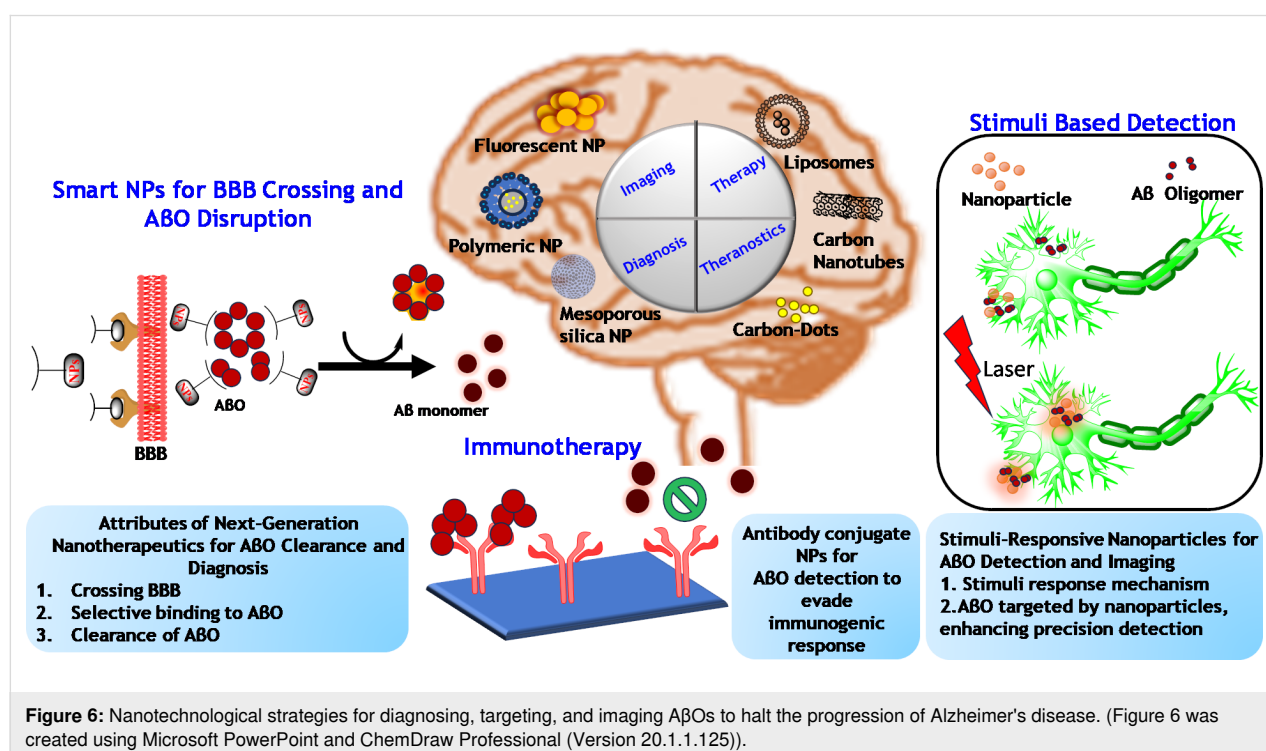 Smart NPs for BBB Crossing and
AβO Disruption
NPs
BBB
NPs
NPs
NPs
NPs
AβO
Aβ monomer
Fluorescent NP
Polymeric NP
Mesoporous
silica NP
Imaging
Therapy
Diagnosis
Theranostics
Liposomes
Carbon
Nanotubes
Carbon-Dots
Stimuli Based Detection
Nanoparticle
Aβ Oligomer
Laser
Immunotherapy
Attributes of Next-Generation
Nanotherapeutics for AβO Clearance and
Diagnosis
1. Crossing BBB
2. Selective binding to AβO
3. Clearance of AβO
Antibody conjugate
NPs for
AβO detection to
evade
immunogenic
response
Stimuli-Responsive Nanoparticles for
AβO Detection and Imaging
1. Stimuli response mechanism
2.AβO targeted by nanoparticles,
enhancing precision detection
Figure 6: Nanotechnological strategies for diagnosing, targeting, and imaging AβOs to halt the progression of Alzheimer's disease. (Figure 6 was
created using Microsoft PowerPoint and ChemDraw Professional (Version 20.1.1.125)).